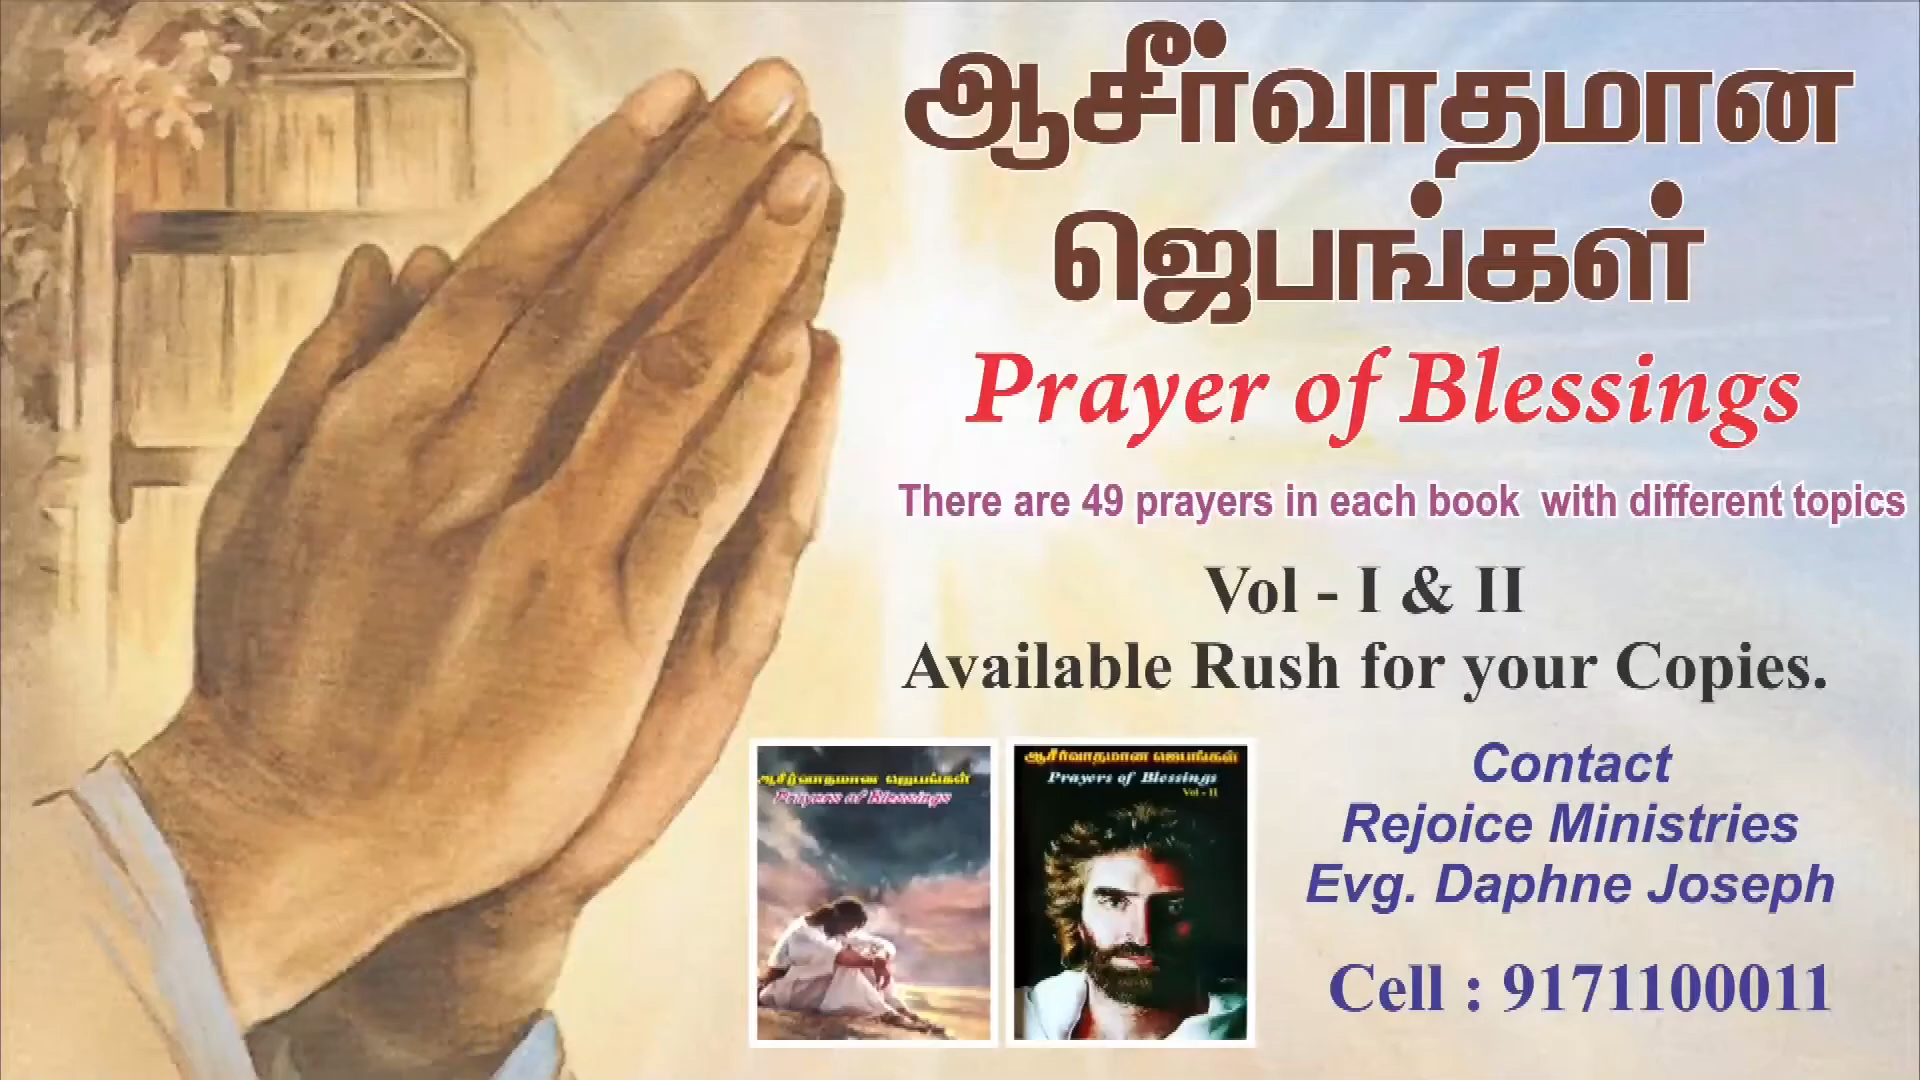 ஆசீர்வாதமான
ஜெபங்கள்
Prayer of Blessings
There are 49 prayers in each book with different topics
Vol - I & II
Available Rush for your Copies.
ஆசீர்வாதமான ஜெபங்கள்
Prayers of Blessings
ஆசீர்வாதமான ஜெபங்கள்
Prayers of Blessings
Vol - II
Contact
Rejoice Ministries
Evg. Daphne Joseph
Cell : 9171100011